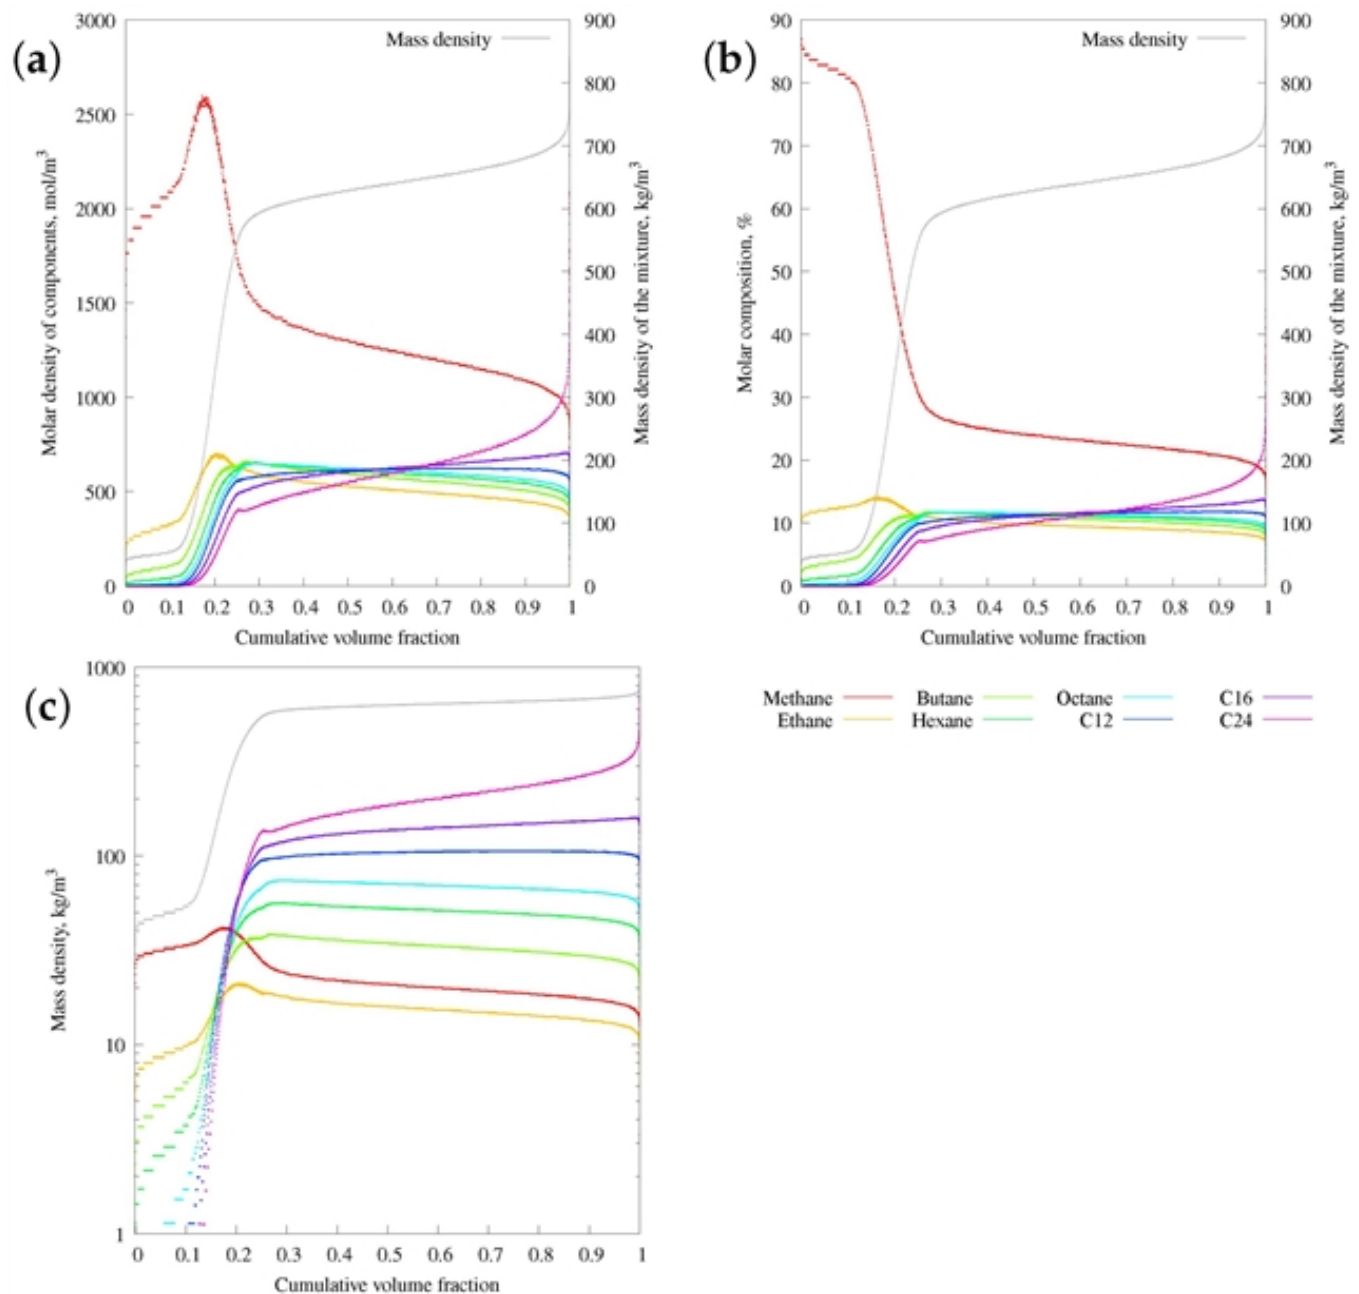 (a)
Mass density
Molar density of components, mol/m³
3000
2500
2000
1500
1000
500
0
900
800
700
600
500
400
300
200
100
0
Mass density of the mixture, kg/m³
0 0.1 0.2 0.3 0.4 0.5 0.6 0.7 0.8 0.9 1
Cumulative volume fraction
(b)
Mass density
Molar composition, %
90
80
70
60
50
40
30
20
10
0
900
800
700
600
500
400
300
200
100
0
Mass density of the mixture, kg/m³
0 0.1 0.2 0.3 0.4 0.5 0.6 0.7 0.8 0.9 1
Cumulative volume fraction
(c)
Mass density, kg/m³
1000
100
10
1
0 0.1 0.2 0.3 0.4 0.5 0.6 0.7 0.8 0.9 1
Cumulative volume fraction
Methane Butane Octane C16
Ethane Hexane C12 C24